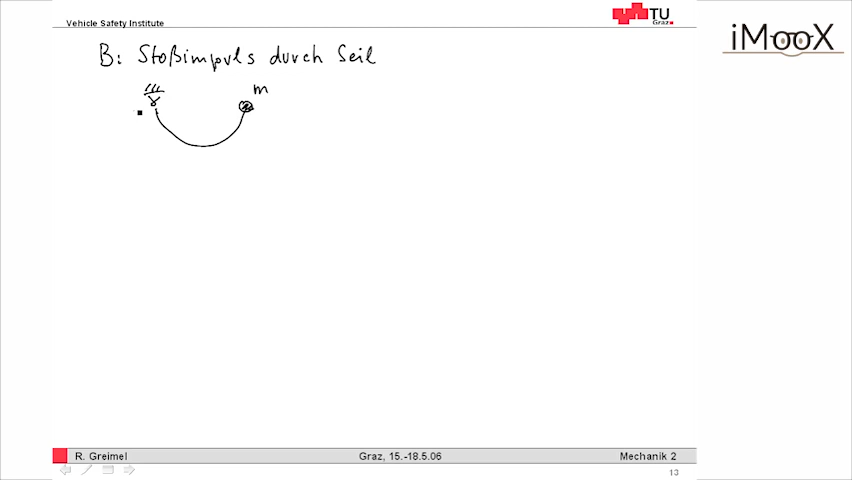 Vehicle Safety Institute
TU
Graz
iMooX
B: Stoßimpuls durch Seil
m
R. Greimel
Graz, 15.-18.5.06
Mechanik 2
13